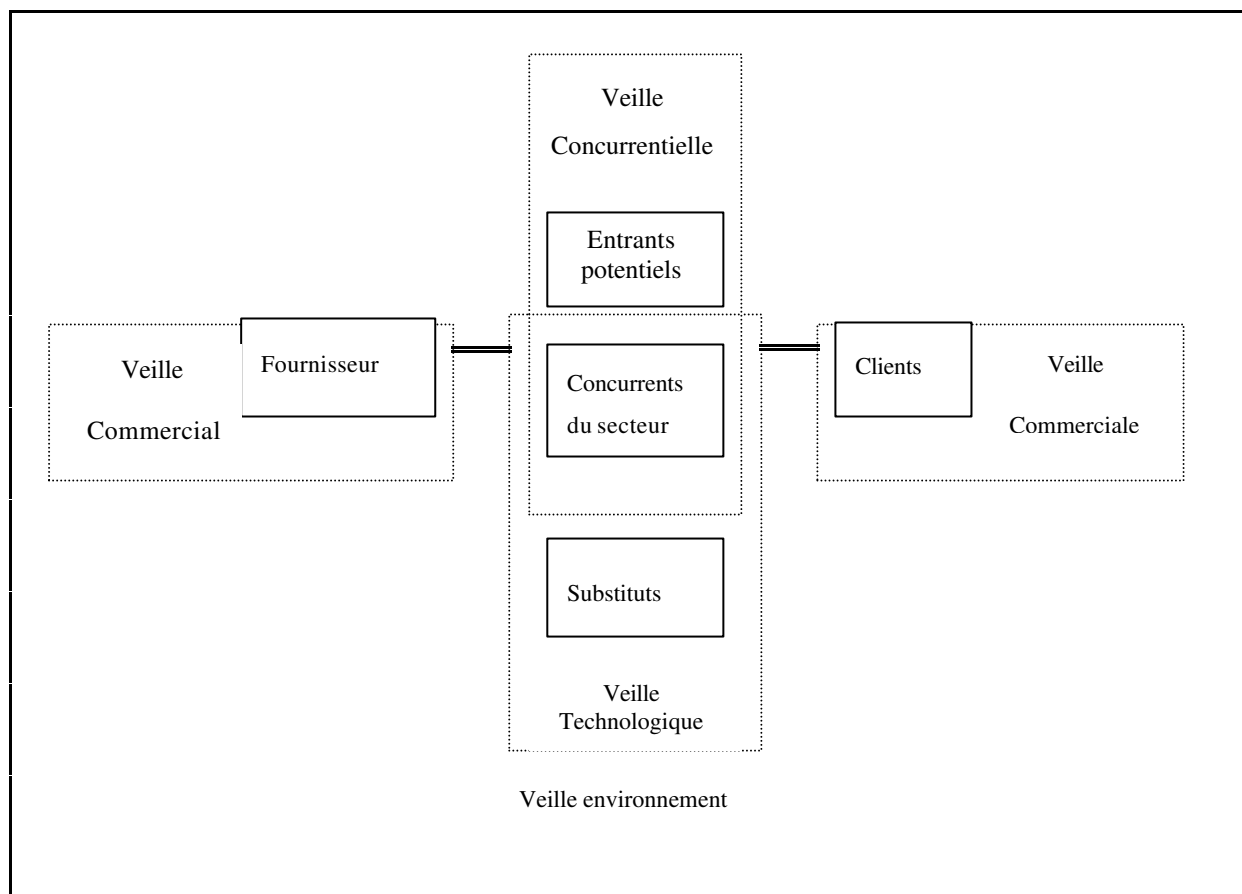 Veille
Concurrentielle
Entrants
potentiels
Veille
Commercial
Fournisseur
Concurrents
du secteur
Clients
Veille
Commerciale
Substituts
Veille
Technologique
Veille environnement